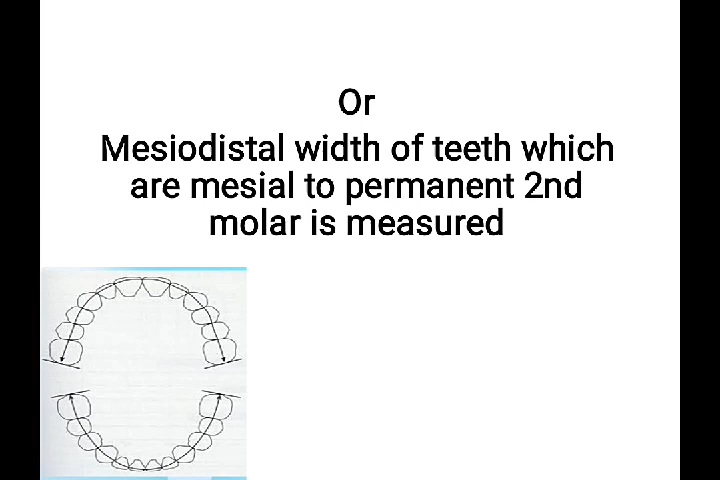 Or
Mesiodistal width of teeth which
are mesial to permanent 2nd
molar is measured